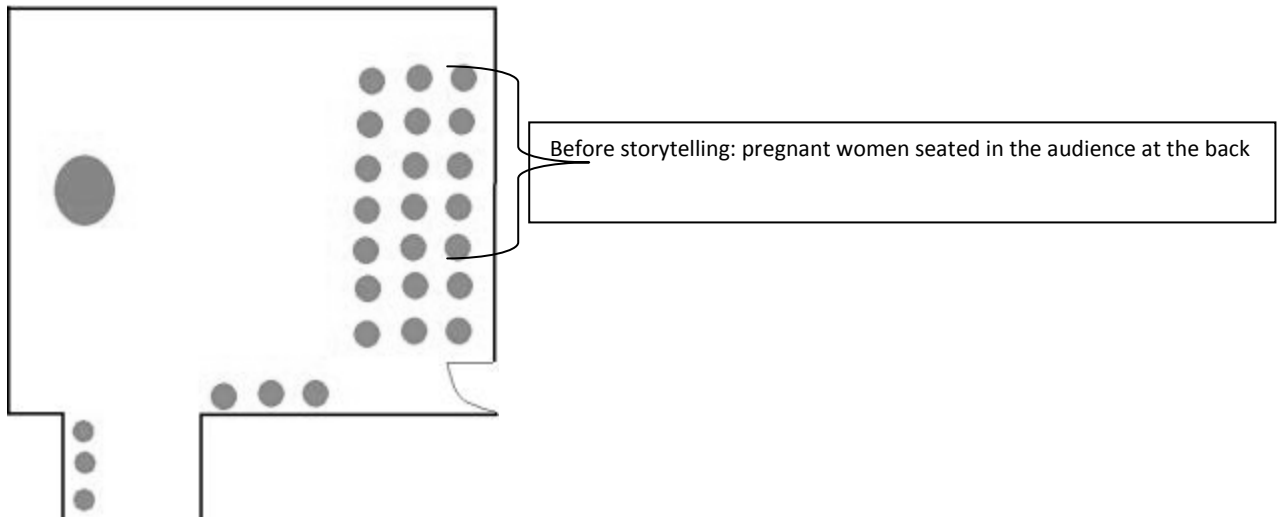 Before storytelling: pregnant women seated in the audience at the back